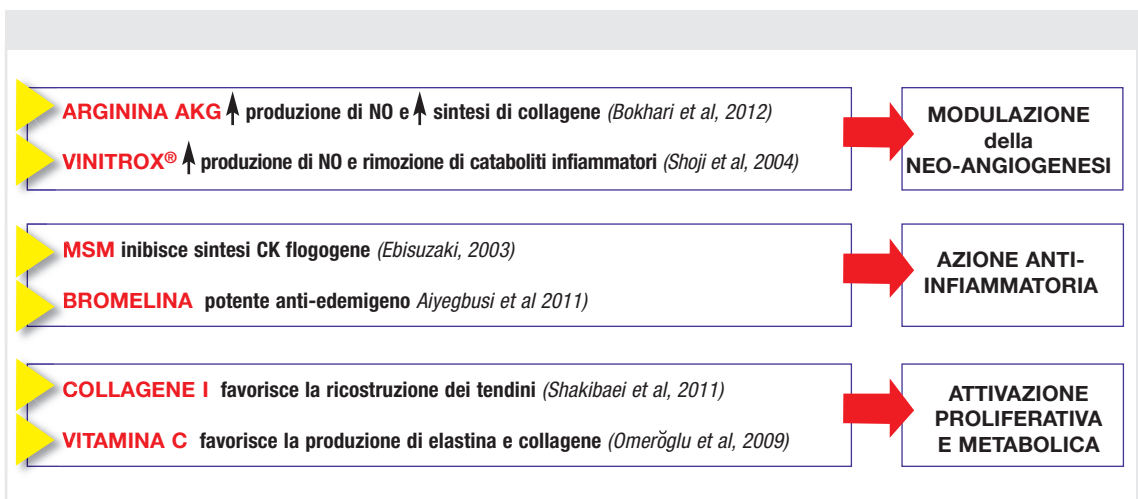 ARGININA AKG produzione di NO e sintesi di collagene (Bokhari et al, 2012)
VINITROX® produzione di NO e rimozione di cataboliti infiammatori (Shoji et al, 2004)
MODULAZIONE
della
NEO-ANGIOGENESI
MSM inibisce sintesi CK flogogene (Ebisuzaki, 2003)
BROMELINA potente anti-edemigeno Aiyegbusi et al 2011)
AZIONE ANTI-
INFIAMMATORIA
COLLAGENE I favorisce la ricostruzione dei tendini (Shakibaei et al, 2011)
VITAMINA C favorisce la produzione di elastina e collagene (Omerŏglu et al, 2009)
ATTIVAZIONE
PROLIFERATIVA
E METABOLICA